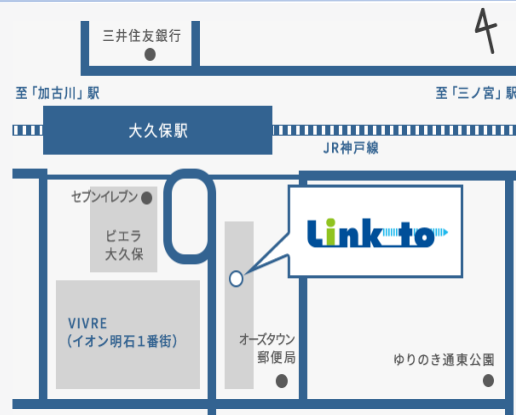 三井住友銀行
至「加古川」駅
至「三ノ宮」駅
大久保駅
JR神戸線
セブンイレブン
ビエラ
大久保
Link to
VIVRE
(イオン明石1番街)
オーズタウン
郵便局
ゆりのき通東公園